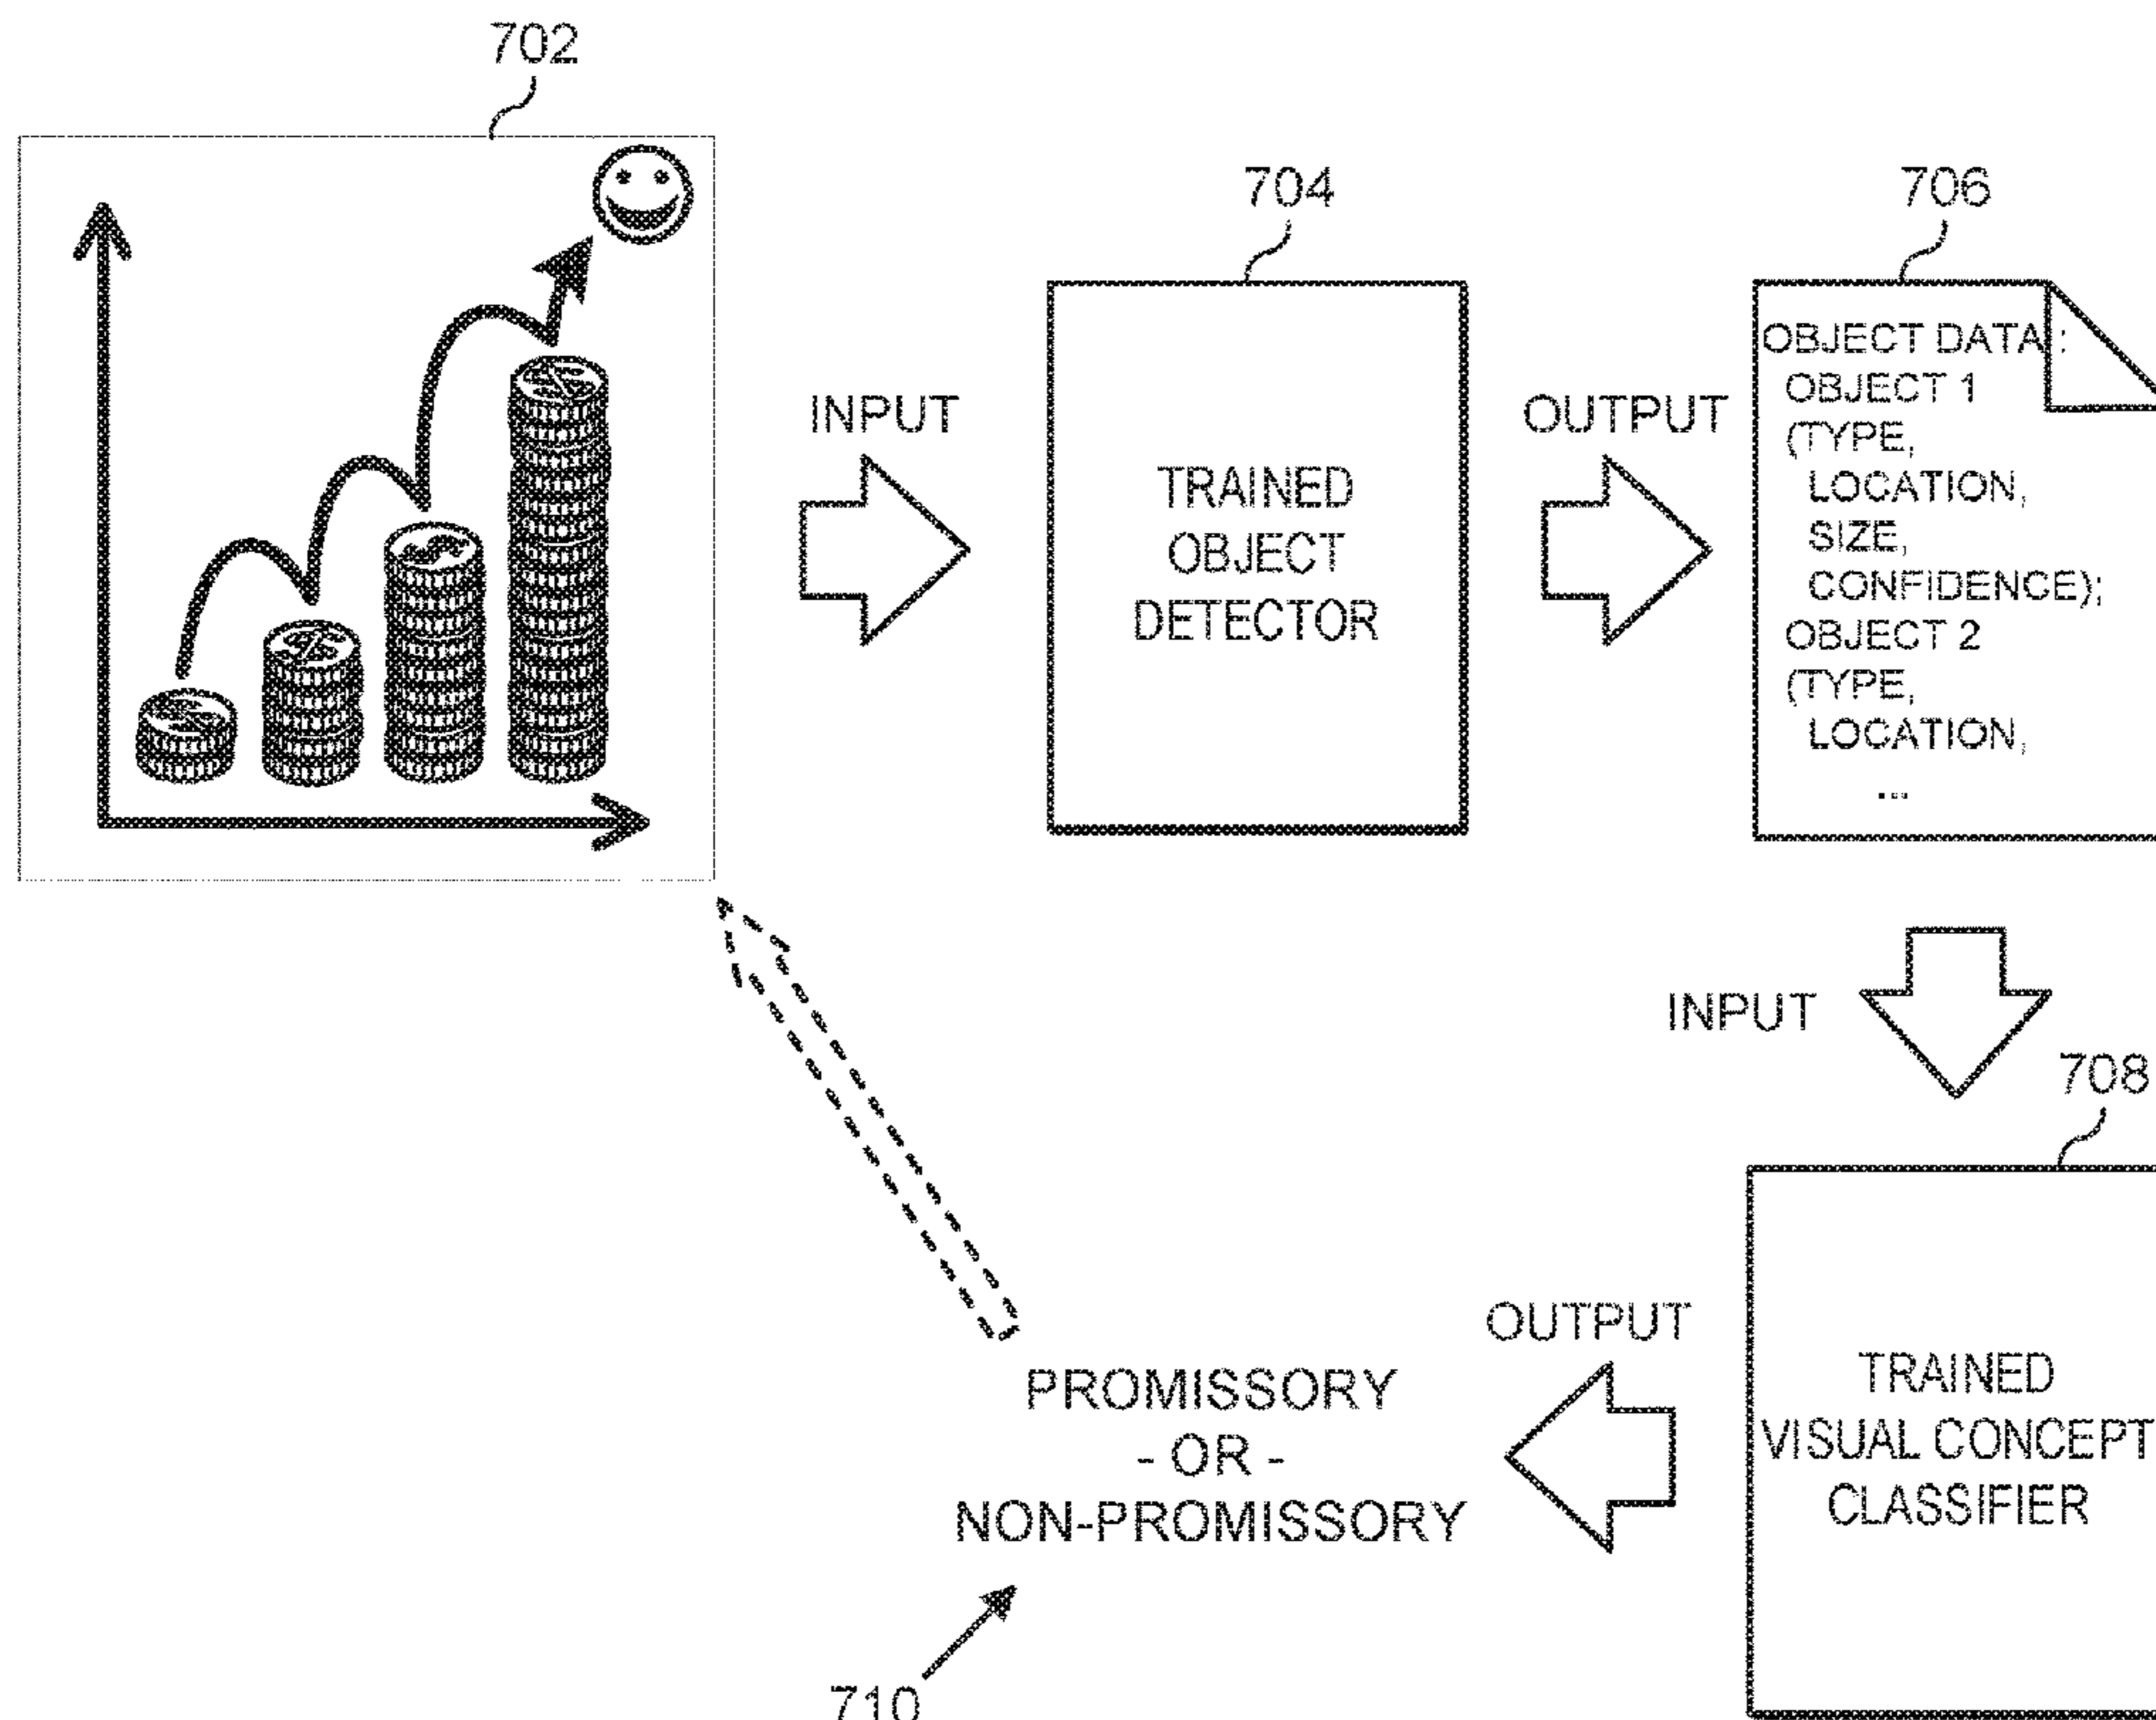 702
704
706
INPUT
TRAINED
OBJECT
DETECTOR
OUTPUT
OBJECT DATA :
OBJECT 1
(TYPE,
LOCATION,
SIZE,
CONFIDENCE);
OBJECT 2
(TYPE,
LOCATION,
...
INPUT
708
TRAINED
VISUAL CONCEPT
CLASSIFIER
OUTPUT
PROMISSORY
- OR -
NON-PROMISSORY
710